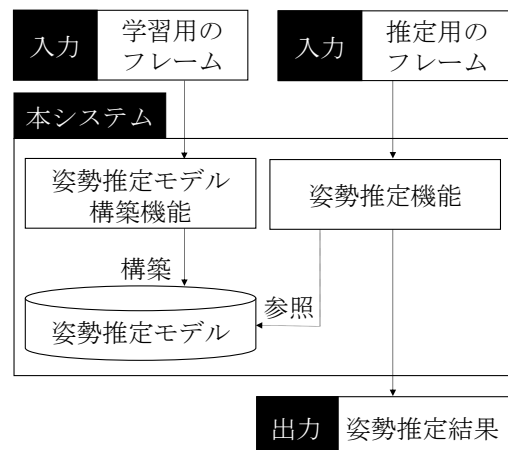 入力
学習用の
フレーム
入力
推定用の
フレーム
本システム
姿勢推定モデル
構築機能
姿勢推定機能
構築
参照
姿勢推定モデル
出力
姿勢推定結果